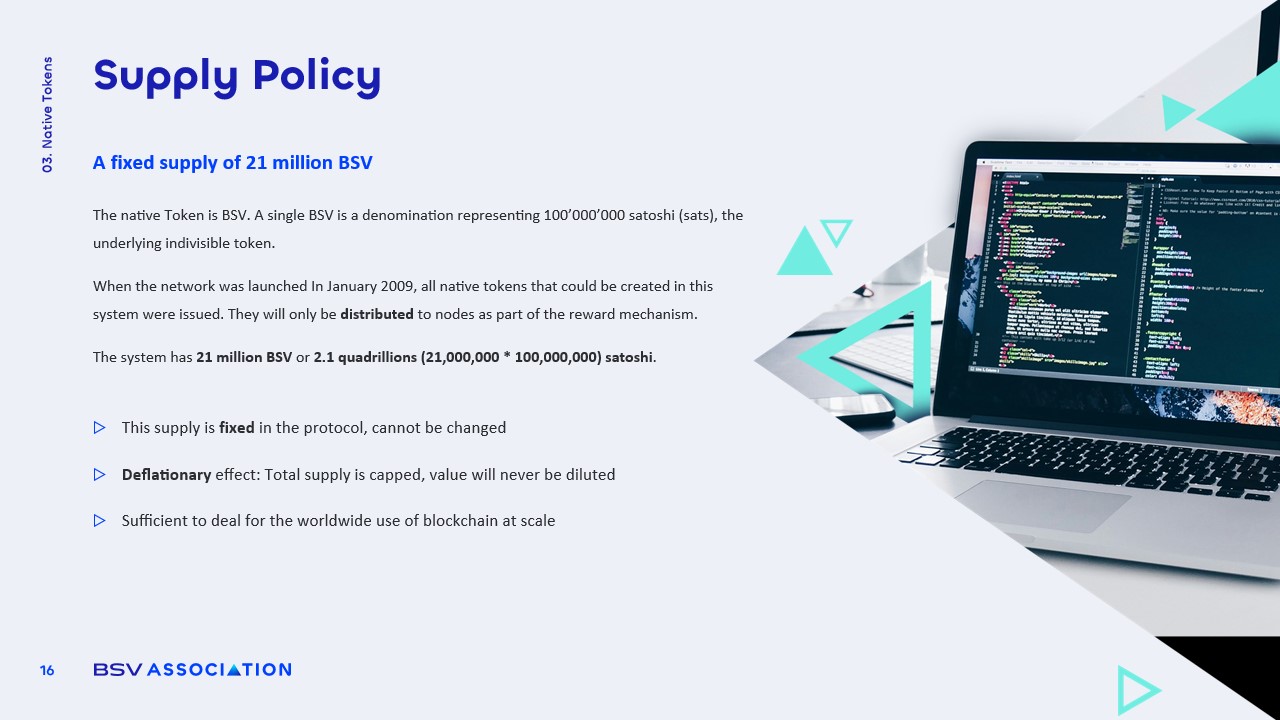 03. Native Tokens
Supply Policy
A fixed supply of 21 million BSV
The native Token is BSV. A single BSV is a denomination representing 100’000’000 satoshi (sats), the
underlying indivisible token.
When the network was launched in January 2009, all native tokens that could be created in this
system were issued. They will only be distributed to nodes as part of the reward mechanism.
The system has 21 million BSV or 2.1 quadrillions (21,000,000 * 100,000,000) satoshi.
This supply is fixed in the protocol, cannot be changed
Deflationary effect: Total supply is capped, value will never be diluted
Sufficient to deal for the worldwide use of blockchain at scale
16
BSV ASSOCIATION